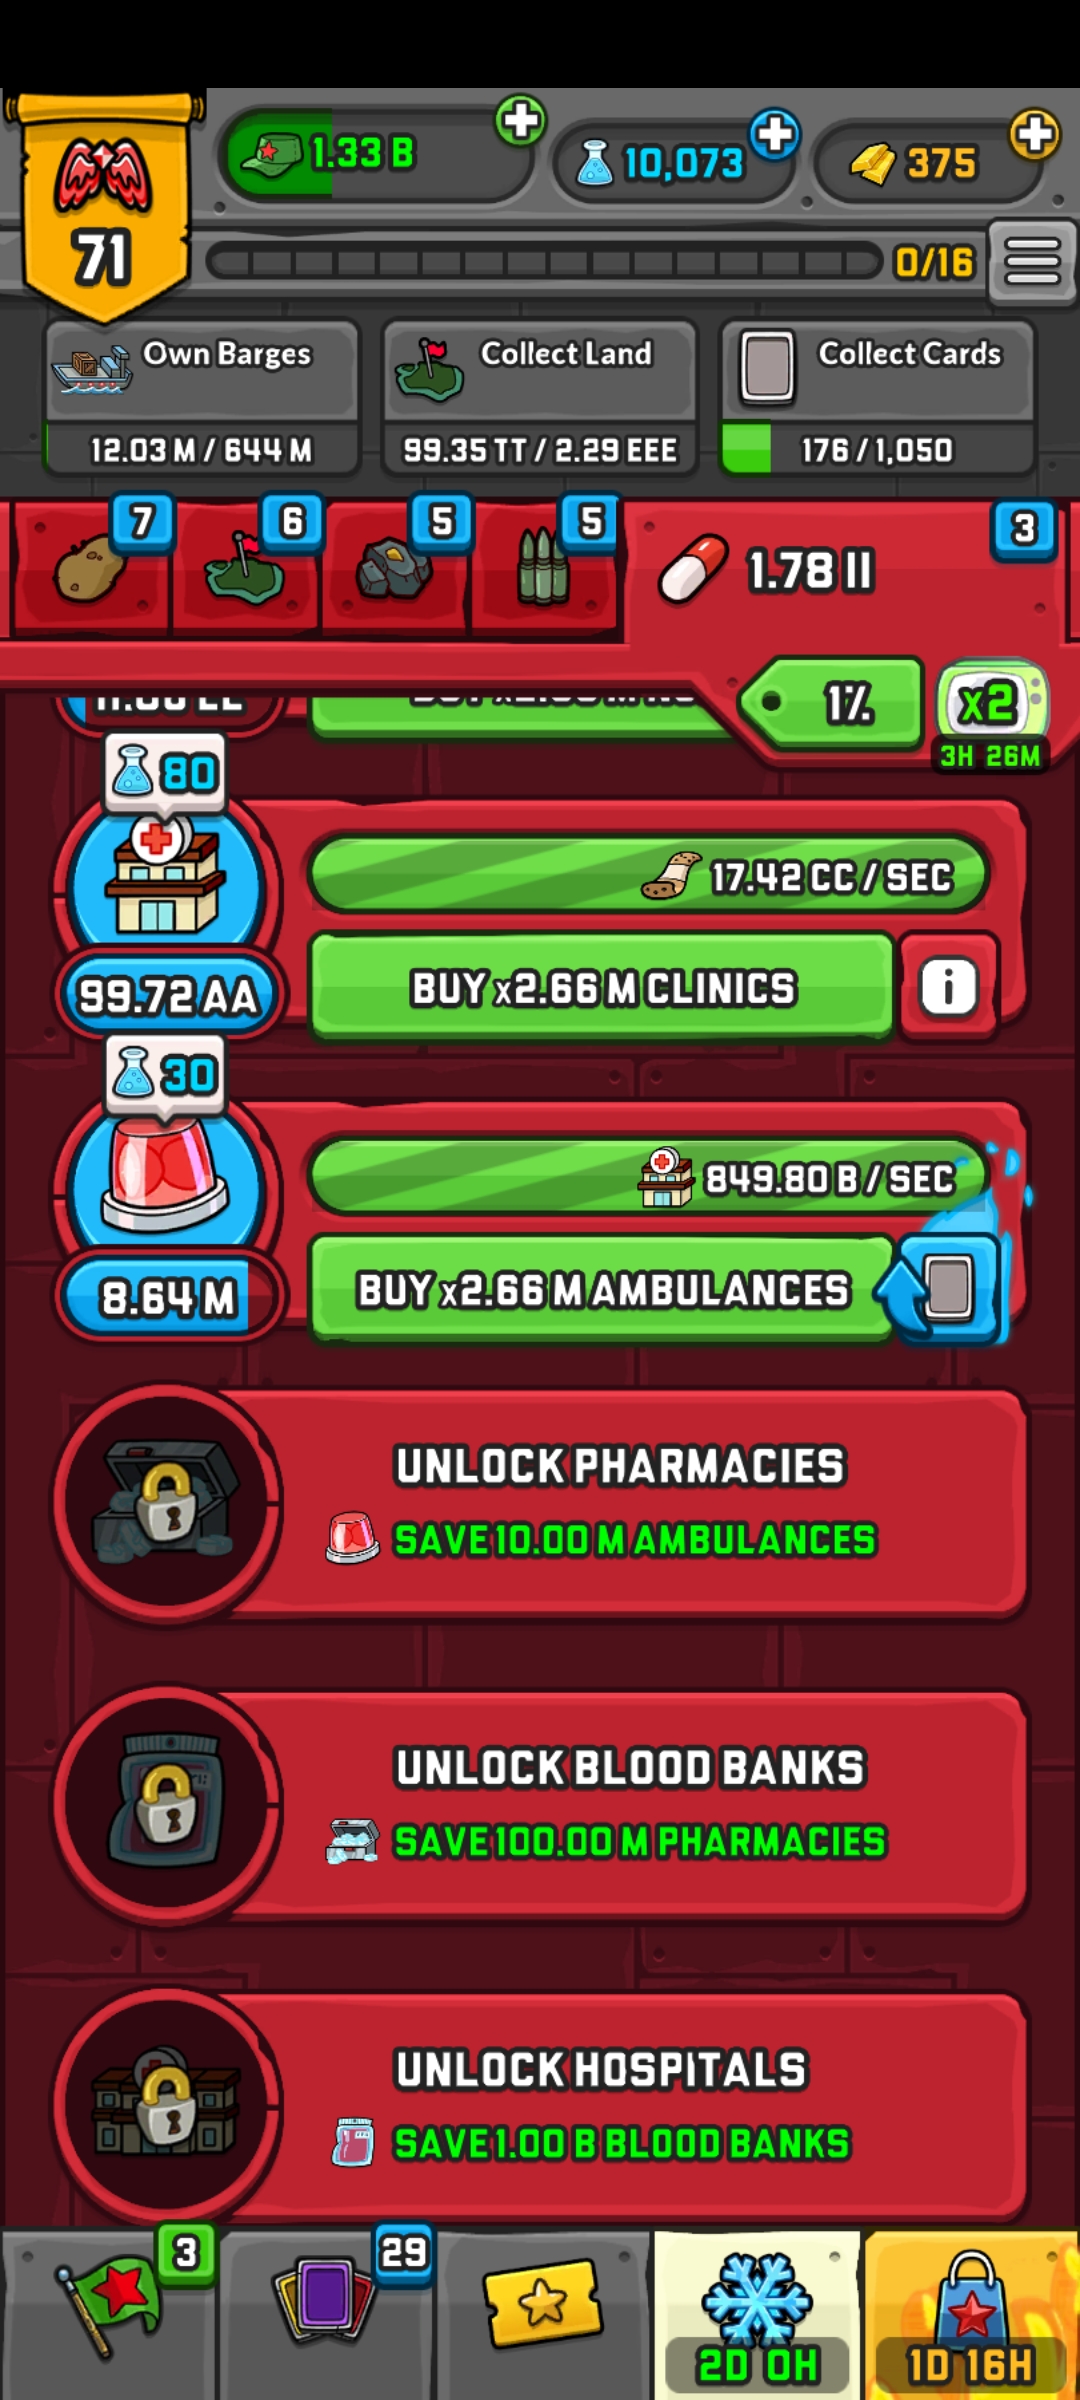 71
1.33 B
10,073
375
0/16
Own Barges
12.03 M / 644 M
Collect Land
99.35 TT / 2.29 EEE
Collect Cards
176 / 1,050
7
6
5
5
3
1.78 II
1%
x2
3H 26M
80
17.42 CC / SEC
99.72 AA
BUY x2.66 M CLINICS
i
30
849.80 B / SEC
8.64 M
BUY x2.66 M AMBULANCES
UNLOCK PHARMACIES
SAVE 10.00 M AMBULANCES
UNLOCK BLOOD BANKS
SAVE 100.00 M PHARMACIES
UNLOCK HOSPITALS
SAVE 1.00 B BLOOD BANKS
3
29
2D 0H
1D 16H